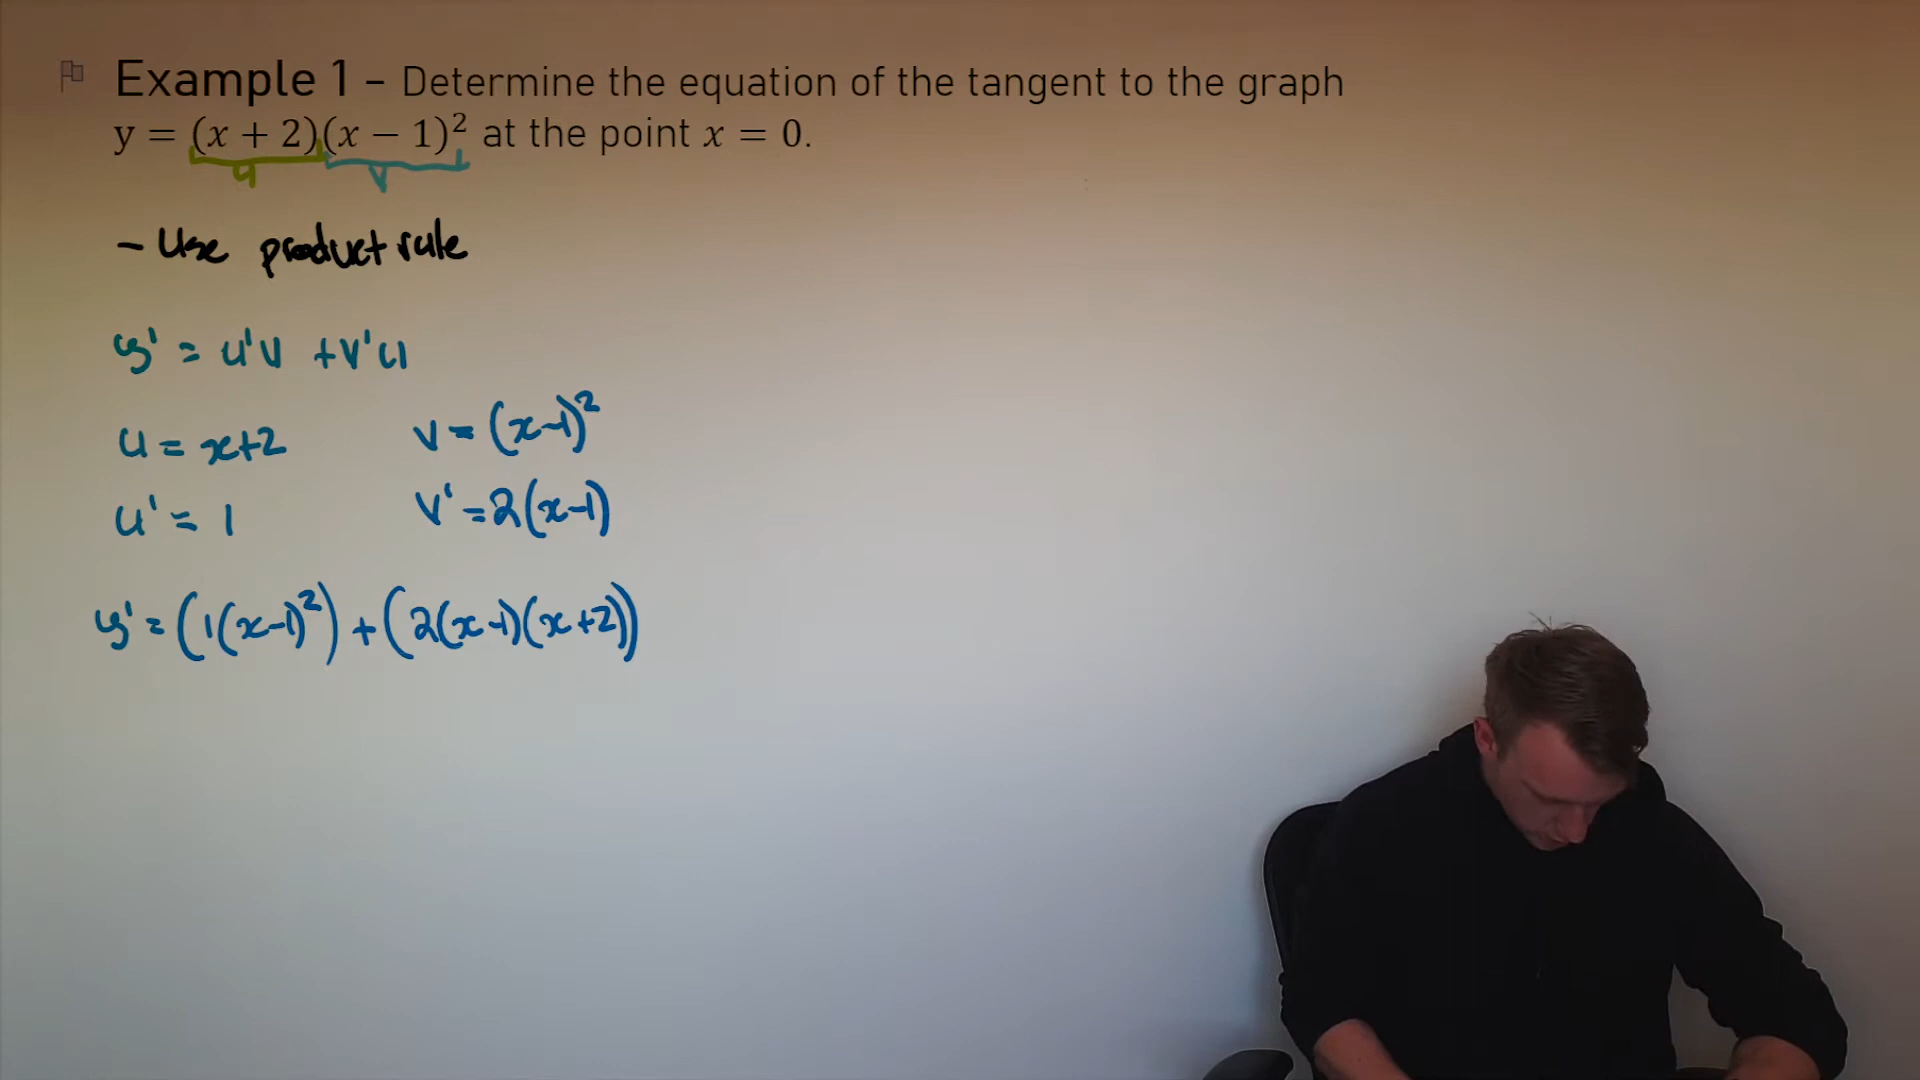 Example 1 – Determine the equation of the tangent to the graph
y = (x + 2)(x − 1)² at the point x = 0.
u v
- Use product rule
y' = u'v + v'u
u = x+2 v = (x-1)²
u' = 1 v' = 2(x-1)
y' = (1(x-1)²) + (2(x-1)(x+2))